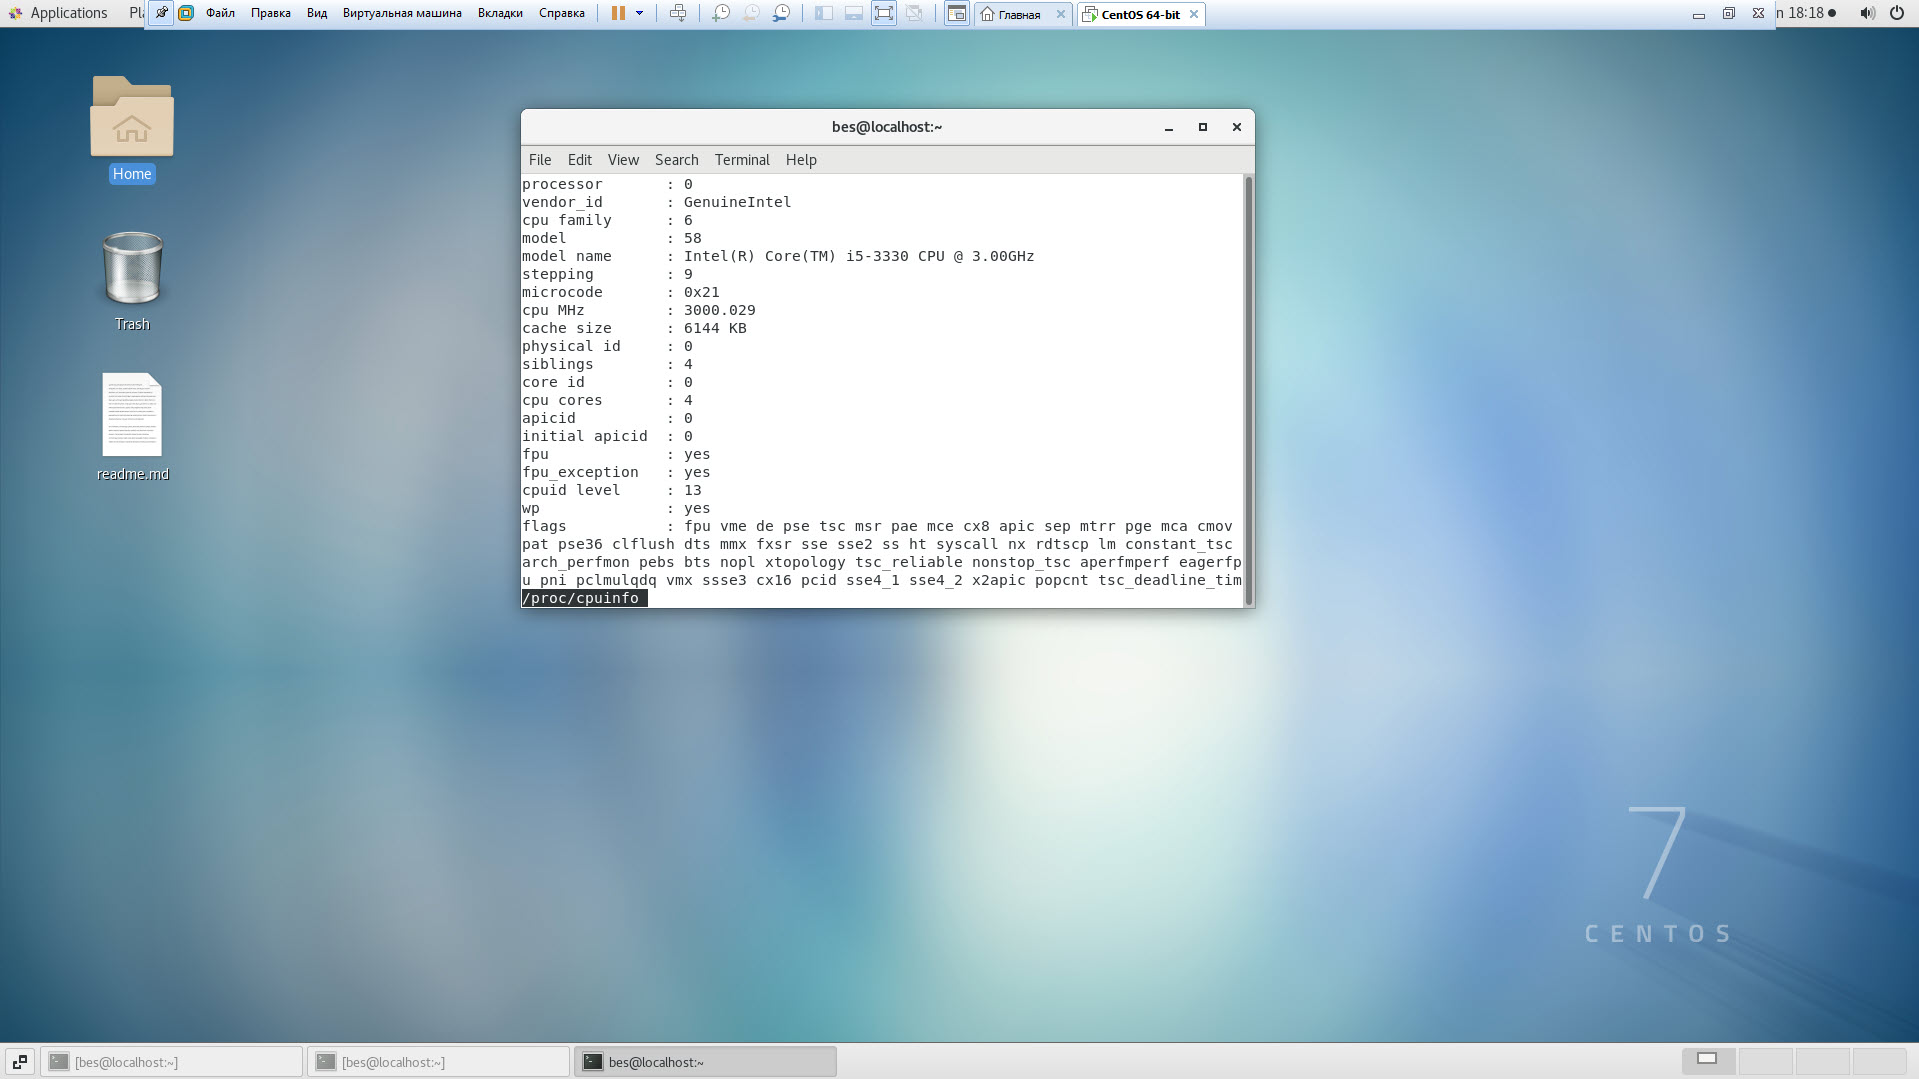 Applications Pl Файл Правка Вид Виртуальная машина Вкладки Справка Главная CentOS 64-bit n 18:18
Home
Trash
readme.md
bes@localhost:~
File Edit View Search Terminal Help
processor : 0
vendor_id : GenuineIntel
cpu family : 6
model : 58
model name : Intel(R) Core(TM) i5-3330 CPU @ 3.00GHz
stepping : 9
microcode : 0x21
cpu MHz : 3000.029
cache size : 6144 KB
physical id : 0
siblings : 4
core id : 0
cpu cores : 4
apicid : 0
initial apicid : 0
fpu : yes
fpu_exception : yes
cpuid level : 13
wp : yes
flags : fpu vme de pse tsc msr pae mce cx8 apic sep mtrr pge mca cmov
pat pse36 clflush dts mmx fxsr sse sse2 ss ht syscall nx rdtscp lm constant_tsc
arch_perfmon pebs bts nopl xtopology tsc_reliable nonstop_tsc aperfmperf eagerfp
u pni pclmulqdq vmx ssse3 cx16 pcid sse4_1 sse4_2 x2apic popcnt tsc_deadline_tim
/proc/cpuinfo
7
CENTOS
[bes@localhost:~] [bes@localhost:~] bes@localhost:~